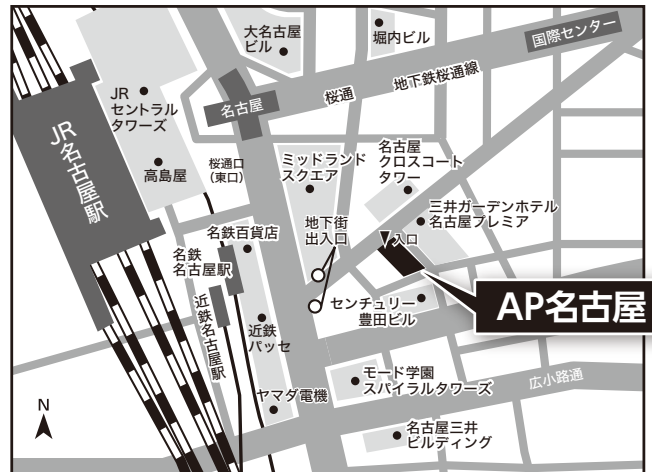 大名古屋
ビル
堀内ビル
国際センター
地下鉄桜通線
桜通
名古屋
JR
セントラル
タワーズ
JR名古屋駅
高島屋
桜通口
（東口）
ミッドランド
スクエア
名古屋
クロスコート
タワー
三井ガーデンホテル
名古屋プレミア
入口
地下街
出入口
名鉄百貨店
名鉄
名古屋駅
近鉄名古屋駅
センチュリー
豊田ビル
AP名古屋
近鉄
パッセ
モード学園
スパイラルタワーズ
広小路通
ヤマダ電機
名古屋三井
ビルディング
N